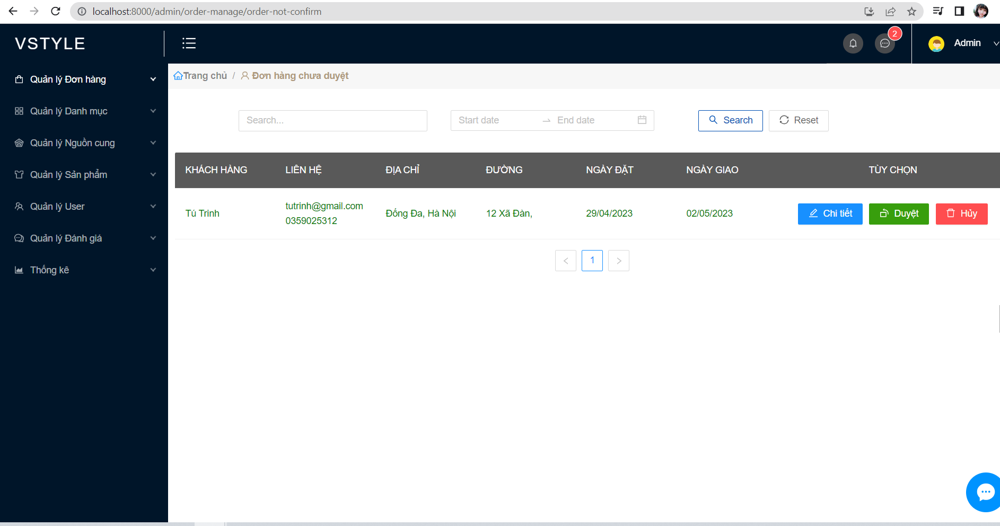 localhost:8000/admin/order-manage/order-not-confirm
VSTYLE
2
Admin
Quản lý Đơn hàng
Quản lý Danh mục
Quản lý Nguồn cung
Quản lý Sản phẩm
Quản lý User
Quản lý Đánh giá
Thống kê
Trang chủ / Đơn hàng chưa duyệt
Search...
Start date
End date
Search
Reset
KHÁCH HÀNG LIÊN HỆ ĐỊA CHỈ ĐƯỜNG NGÀY ĐẶT NGÀY GIAO TÙY CHỌN
Tú Trinh
tutrinh@gmail.com
0359025312
Đống Đa, Hà Nội
12 Xã Đàn,
29/04/2023
02/05/2023
Chi tiết
Duyệt
Hủy
< 1 >